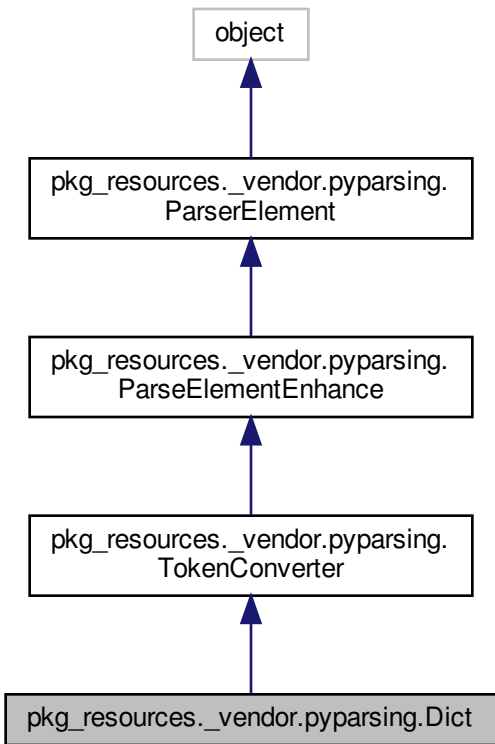 object
pkg_resources._vendor.pyparsing.
ParserElement
pkg_resources._vendor.pyparsing.
ParseElementEnhance
pkg_resources._vendor.pyparsing.
TokenConverter
pkg_resources._vendor.pyparsing.Dict